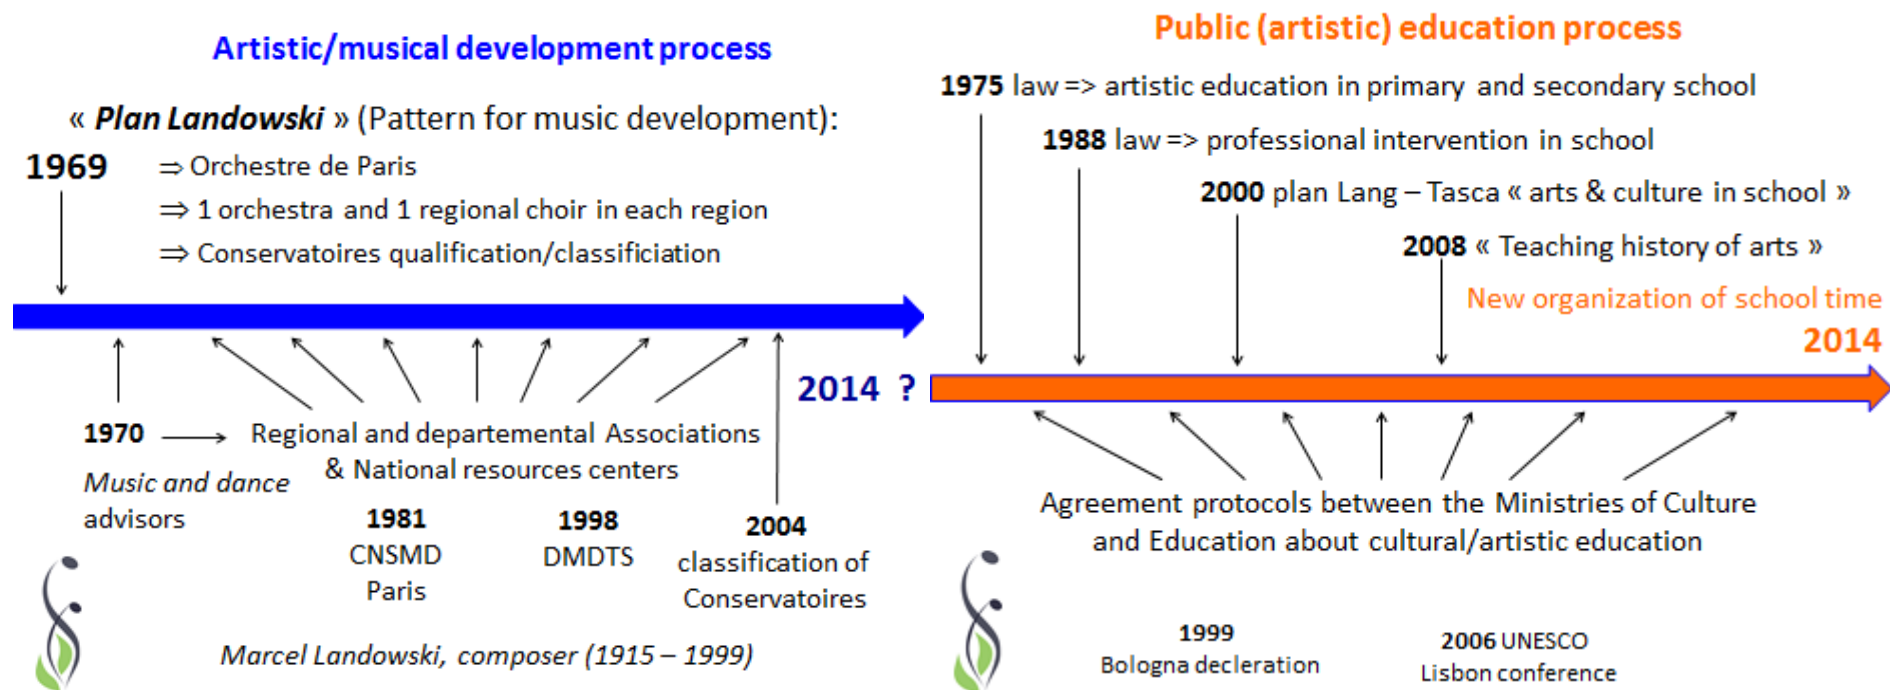 Artistic/musical development process
« Plan Landowski » (Pattern for music development):
1969
⇒ Orchestre de Paris
⇒ 1 orchestra and 1 regional choir in each region
⇒ Conservatoires qualification/classificiation
2014 ?
1970
Regional and departemental Associations
& National resources centers
Music and dance
advisors
1981
CNSMD
Paris
1998
DMDTS
2004
classification of
Conservatoires
Marcel Landowski, composer (1915 – 1999)
Public (artistic) education process
1975 law => artistic education in primary and secondary school
1988 law => professional intervention in school
2000 plan Lang – Tasca « arts & culture in school »
2008 « Teaching history of arts »
New organization of school time
2014
Agreement protocols between the Ministries of Culture
and Education about cultural/artistic education
1999
Bologna decleration
2006 UNESCO
Lisbon conference